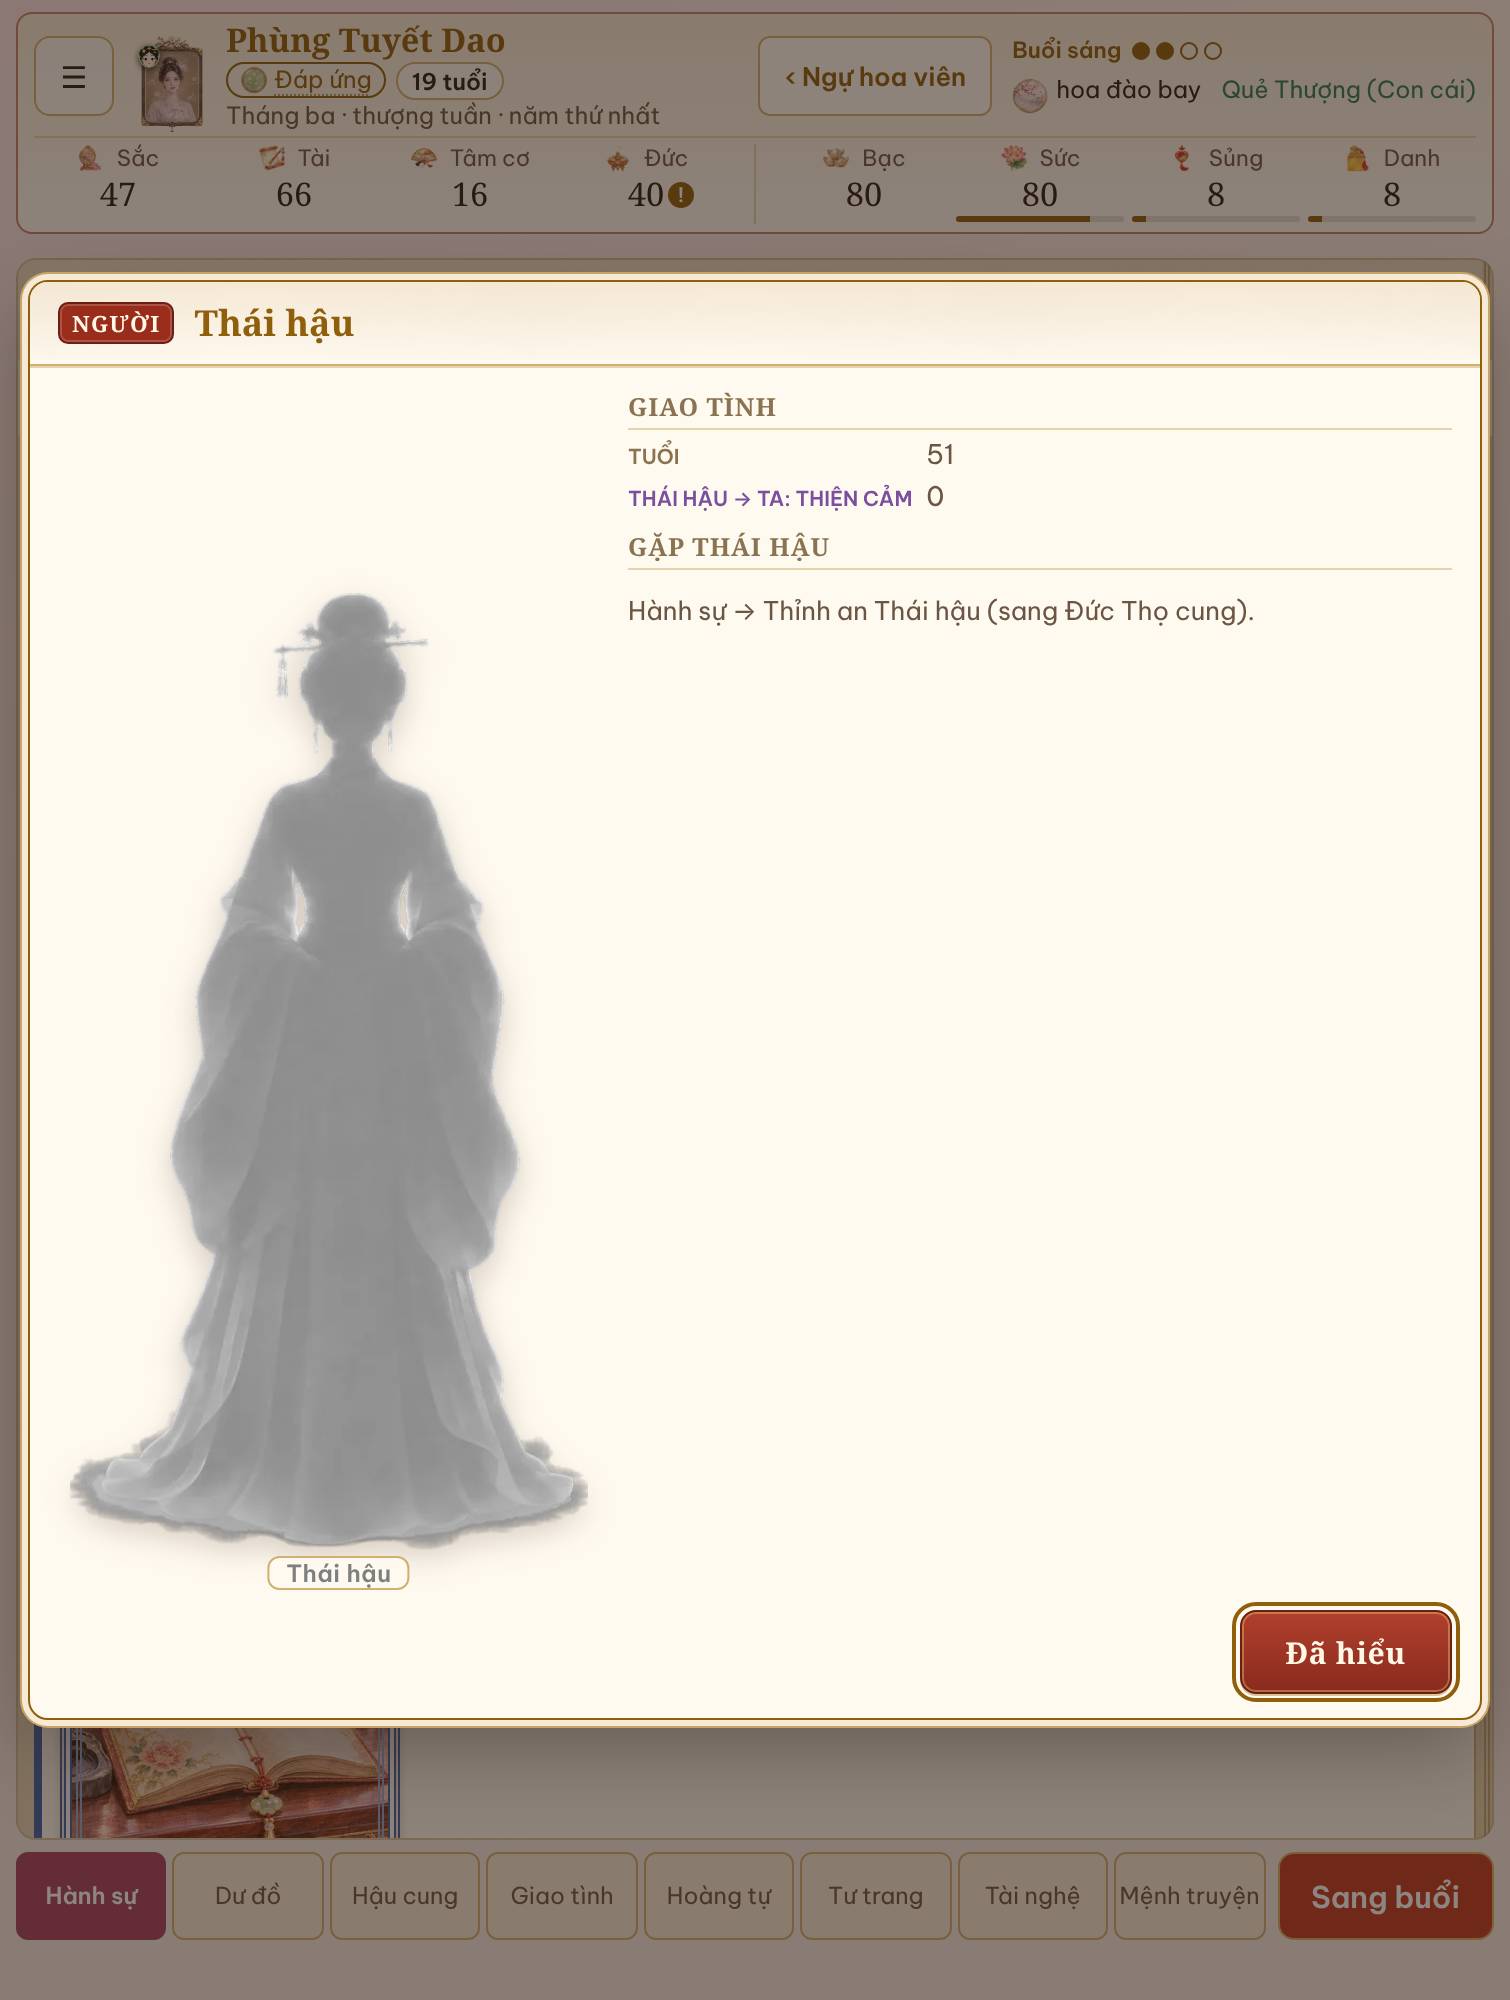 ☰
Phùng Tuyết Dao
Đáp ứng
19 tuổi
Tháng ba · thượng tuần · năm thứ nhất
‹ Ngự hoa viên
Buổi sáng
hoa đào bay
Quẻ Thượng (Con cái)
Sắc
Tài
Tâm cơ
Đức
Bạc
Sức
Sủng
Danh
47
66
16
40 !
80
80
8
8
NGƯỜI
Thái hậu
GIAO TÌNH
TUỔI 51
THÁI HẬU → TA: THIỆN CẢM 0
GẶP THÁI HẬU
Hành sự → Thỉnh an Thái hậu (sang Đức Thọ cung).
Thái hậu
Đã hiểu
Hành sự
Dư đồ
Hậu cung
Giao tình
Hoàng tự
Tư trang
Tài nghệ
Mệnh truyện
Sang buổi